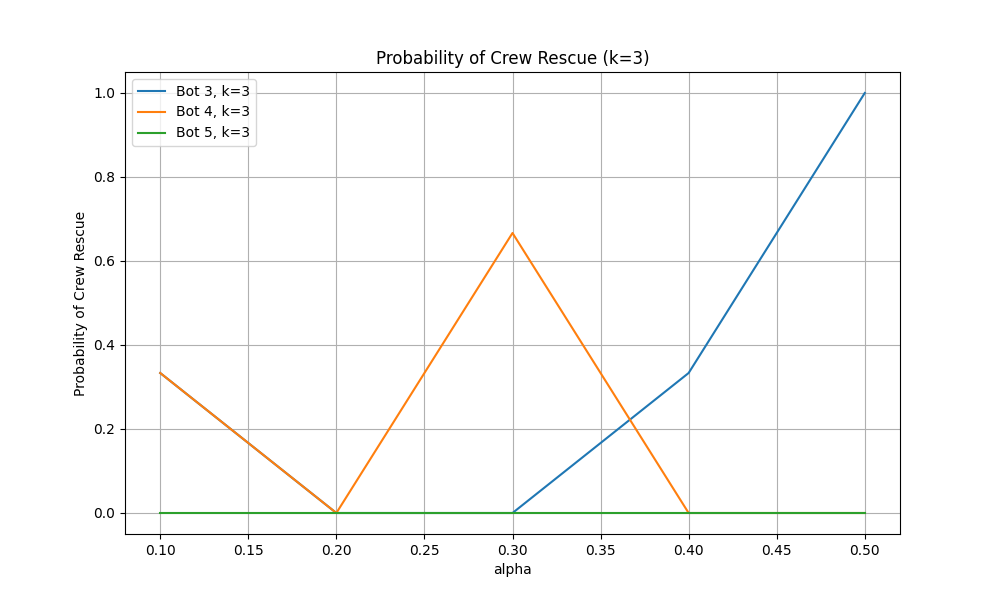 Probability of Crew Rescue (k=3)
Bot 3, k=3
Bot 4, k=3
Bot 5, k=3
Probability of Crew Rescue
1.0
0.8
0.6
0.4
0.2
0.0
0.10 0.15 0.20 0.25 0.30 0.35 0.40 0.45 0.50
alpha